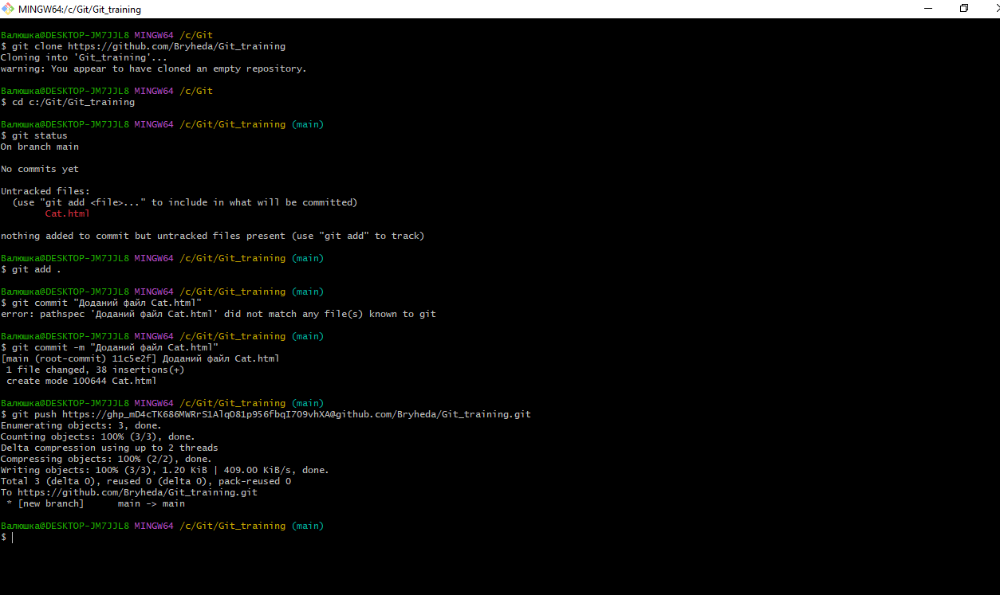 MINGW64:/c/Git/Git_training
Валюшка@DESKTOP-JM7JJL8 MINGW64 /c/Git
$ git clone https://github.com/Bryheda/Git_training
Cloning into 'Git_training'...
warning: You appear to have cloned an empty repository.
Валюшка@DESKTOP-JM7JJL8 MINGW64 /c/Git
$ cd c:/Git/Git_training
Валюшка@DESKTOP-JM7JJL8 MINGW64 /c/Git/Git_training (main)
$ git status
On branch main
No commits yet
Untracked files:
(use "git add <file>..." to include in what will be committed)
Cat.html
nothing added to commit but untracked files present (use "git add" to track)
Валюшка@DESKTOP-JM7JJL8 MINGW64 /c/Git/Git_training (main)
$ git add .
Валюшка@DESKTOP-JM7JJL8 MINGW64 /c/Git/Git_training (main)
$ git commit "Доданий файл Cat.html"
error: pathspec 'Доданий файл Cat.html' did not match any file(s) known to git
Валюшка@DESKTOP-JM7JJL8 MINGW64 /c/Git/Git_training (main)
$ git commit -m "Доданий файл Cat.html"
[main (root-commit) 11c5e2f] Доданий файл Cat.html
1 file changed, 38 insertions(+)
create mode 100644 Cat.html
Валюшка@DESKTOP-JM7JJL8 MINGW64 /c/Git/Git_training (main)
$ git push https://ghp_mD4cTK686MWRrS1AlqO81p956fbqI7O9vhXA@github.com/Bryheda/Git_training.git
Enumerating objects: 3, done.
Counting objects: 100% (3/3), done.
Delta compression using up to 2 threads
Compressing objects: 100% (2/2), done.
Writing objects: 100% (3/3), 1.20 KiB | 409.00 KiB/s, done.
Total 3 (delta 0), reused 0 (delta 0), pack-reused 0
To https://github.com/Bryheda/Git_training.git
* [new branch] main -> main
Валюшка@DESKTOP-JM7JJL8 MINGW64 /c/Git/Git_training (main)
$